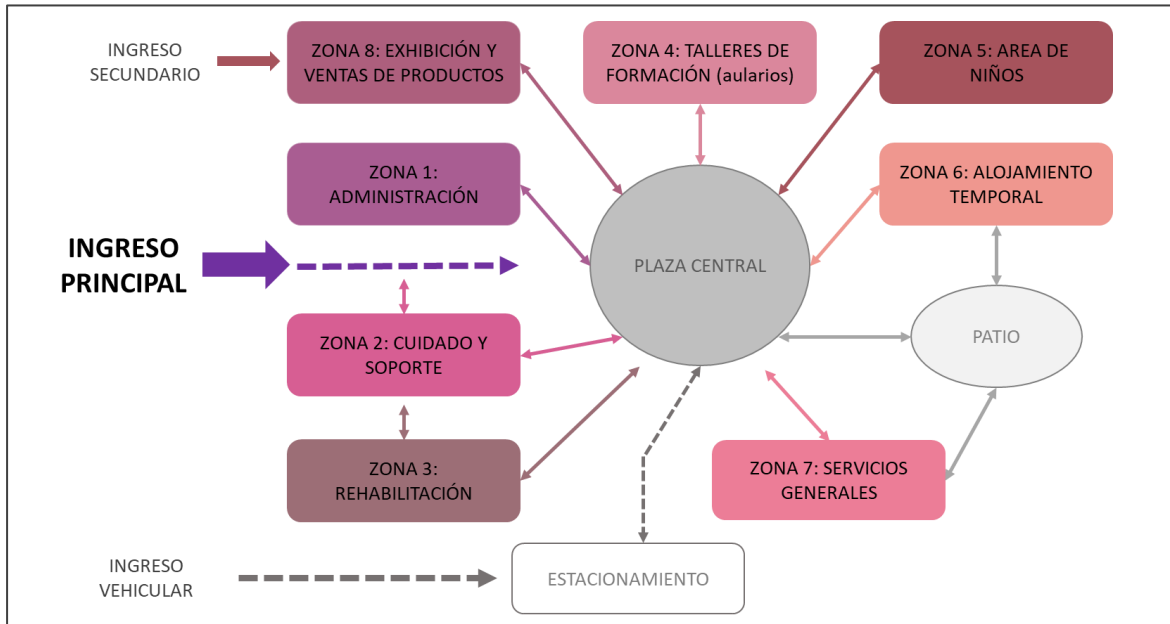 INGRESO
SECUNDARIO
ZONA 8: EXHIBICIÓN Y
VENTAS DE PRODUCTOS
ZONA 4: TALLERES DE
FORMACIÓN (aularios)
ZONA 5: AREA DE
NIÑOS
ZONA 1:
ADMINISTRACIÓN
ZONA 6: ALOJAMIENTO
TEMPORAL
INGRESO
PRINCIPAL
PLAZA CENTRAL
ZONA 2: CUIDADO Y
SOPORTE
PATIO
ZONA 3:
REHABILITACIÓN
ZONA 7: SERVICIOS
GENERALES
INGRESO
VEHICULAR
ESTACIONAMIENTO